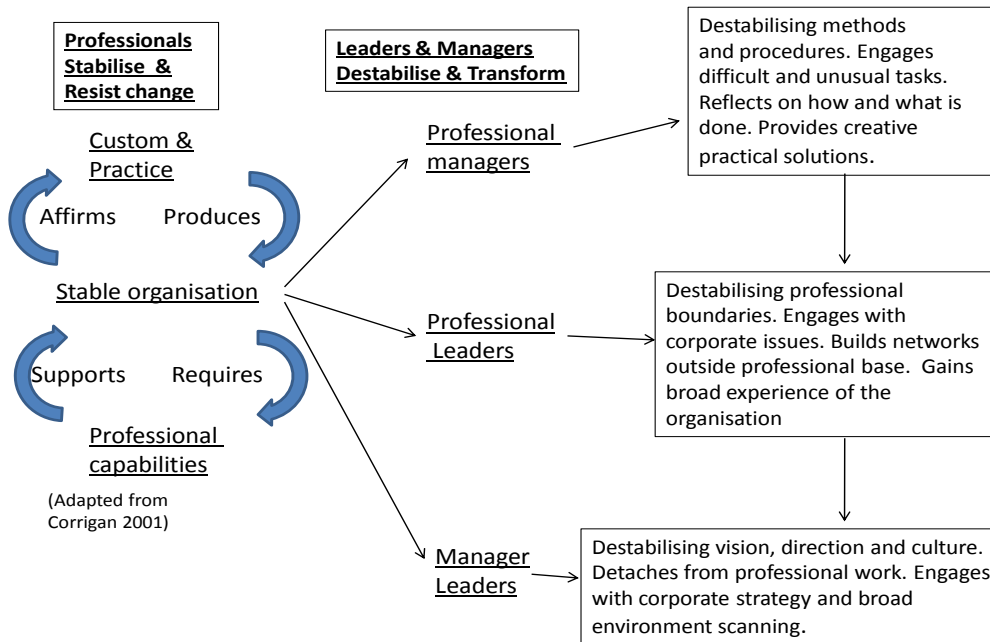 Professionals
Stabilise &
Resist change
Custom &
Practice
Affirms Produces
Stable organisation
Supports Requires
Professional
capabilities
(Adapted from
Corrigan 2001)
Leaders & Managers
Destabilise & Transform
Professional
managers
Professional
Leaders
Manager
Leaders
Destabilising methods
and procedures. Engages
difficult and unusual tasks.
Reflects on how and what is
done. Provides creative
practical solutions.
Destabilising professional
boundaries. Engages with
corporate issues. Builds networks
outside professional base. Gains
broad experience of the
organisation
Destabilising vision, direction and culture.
Detaches from professional work. Engages
with corporate strategy and broad
environment scanning.